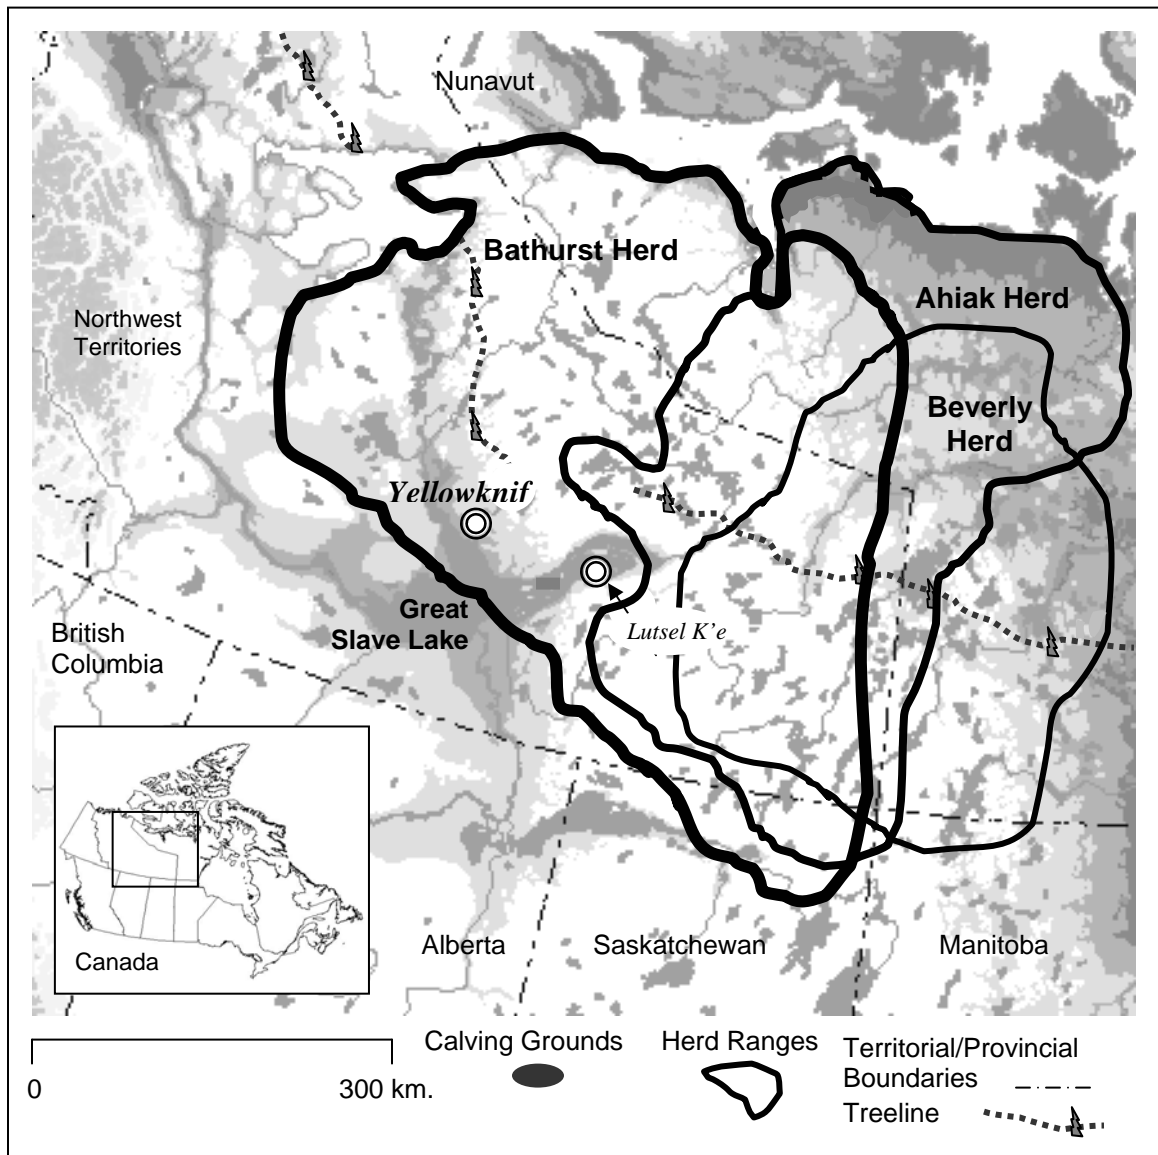 Nunavut
Bathurst Herd
Ahiak Herd
Northwest
Territories
Beverly
Herd
Yellowknif
Great
Slave Lake
Lutsel K’e
British
Columbia
Canada
Alberta
Saskatchewan
Manitoba
0
300 km.
Calving Grounds
Herd Ranges
Territorial/Provincial
Boundaries
Treeline